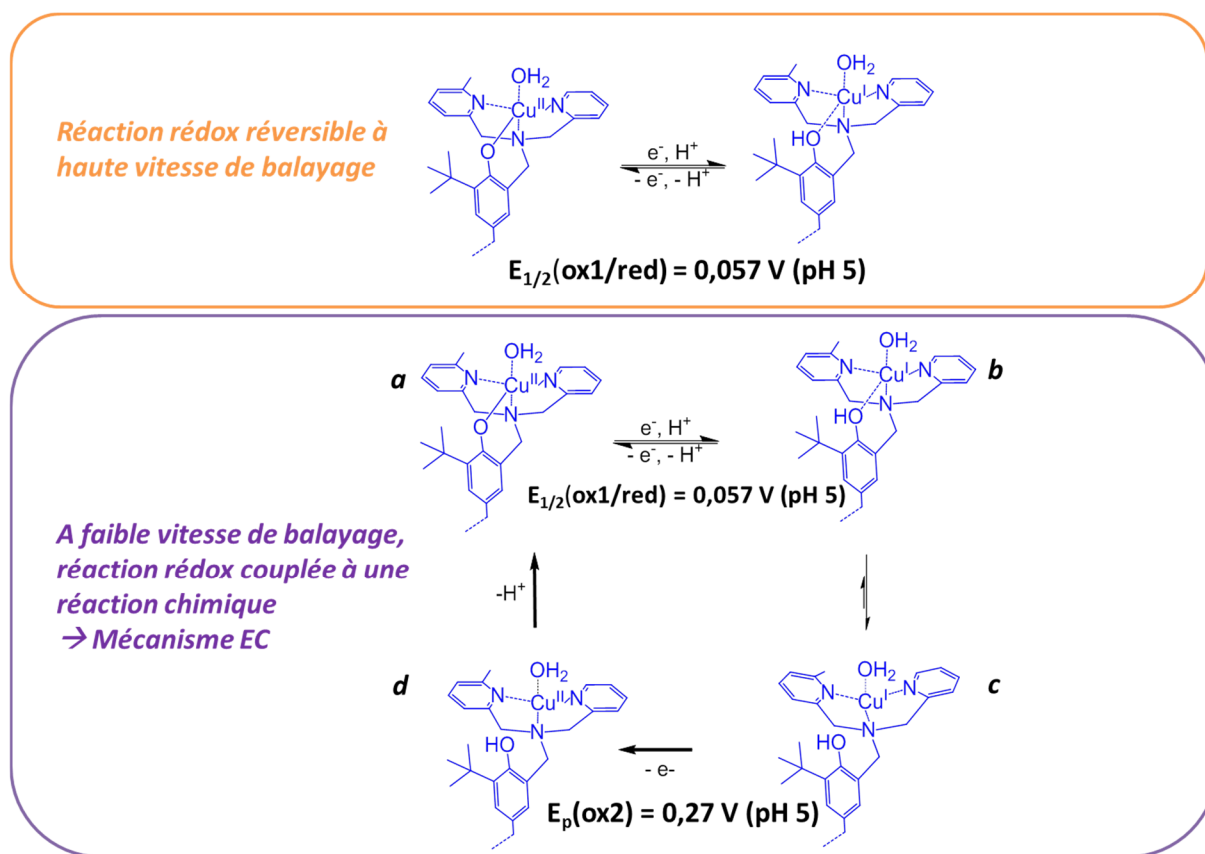 Réaction rédox réversible à
haute vitesse de balayage
OH₂
Cuᴵᴵ
N
N
N
O
e⁻, H⁺
- e⁻, - H⁺
OH₂
Cuᴵ
N
N
N
HO
E₁/₂(ox1/red) = 0,057 V (pH 5)
A faible vitesse de balayage,
réaction rédox couplée à une
réaction chimique
→ Mécanisme EC
a
OH₂
Cuᴵᴵ
N
N
N
O
e⁻, H⁺
- e⁻, - H⁺
E₁/₂(ox1/red) = 0,057 V (pH 5)
b
OH₂
Cuᴵ
N
N
N
HO
-H⁺
d
OH₂
Cuᴵᴵ
N
N
N
HO
- e-
Eₚ(ox2) = 0,27 V (pH 5)
c
OH₂
Cuᴵ
N
N
N
HO